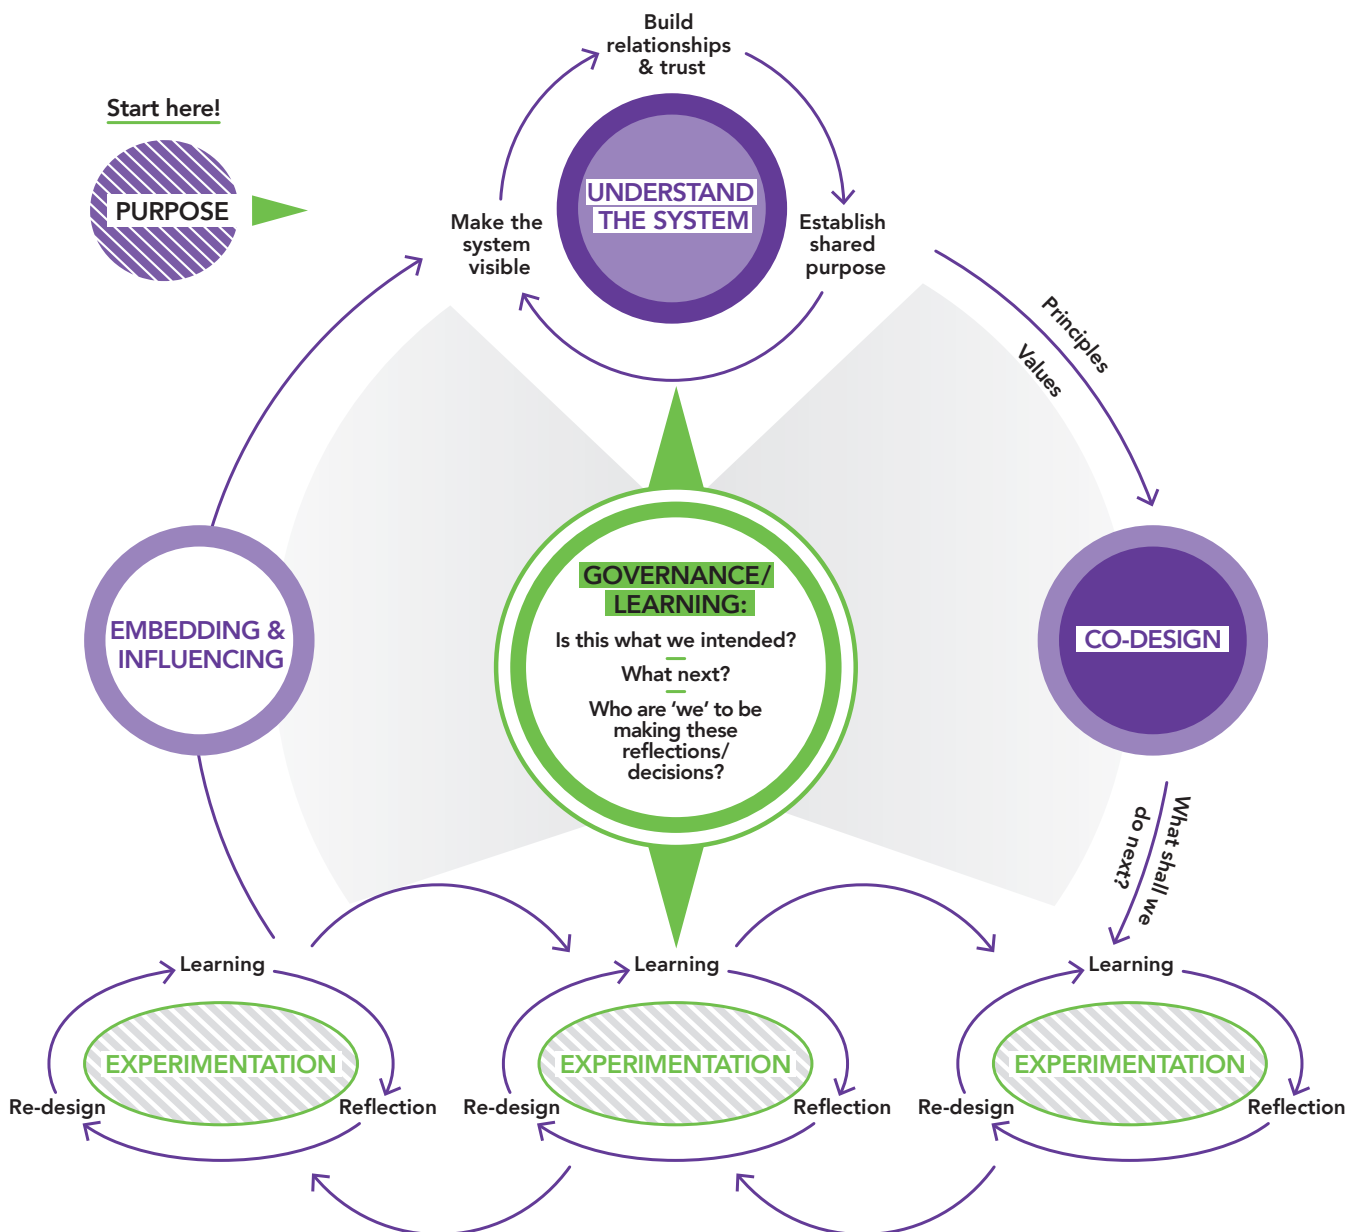 Start here!
PURPOSE
Build
relationships
& trust
UNDERSTAND
THE SYSTEM
Make the
system
visible
Establish
shared
purpose
Principles
Values
GOVERNANCE/
LEARNING:
Is this what we intended?
What next?
Who are ‘we’ to be
making these
reflections/
decisions?
EMBEDDING &
INFLUENCING
CO-DESIGN
What shall we
do next?
Learning
EXPERIMENTATION
Re-design
Reflection
Learning
EXPERIMENTATION
Re-design
Reflection
Learning
EXPERIMENTATION
Re-design
Reflection